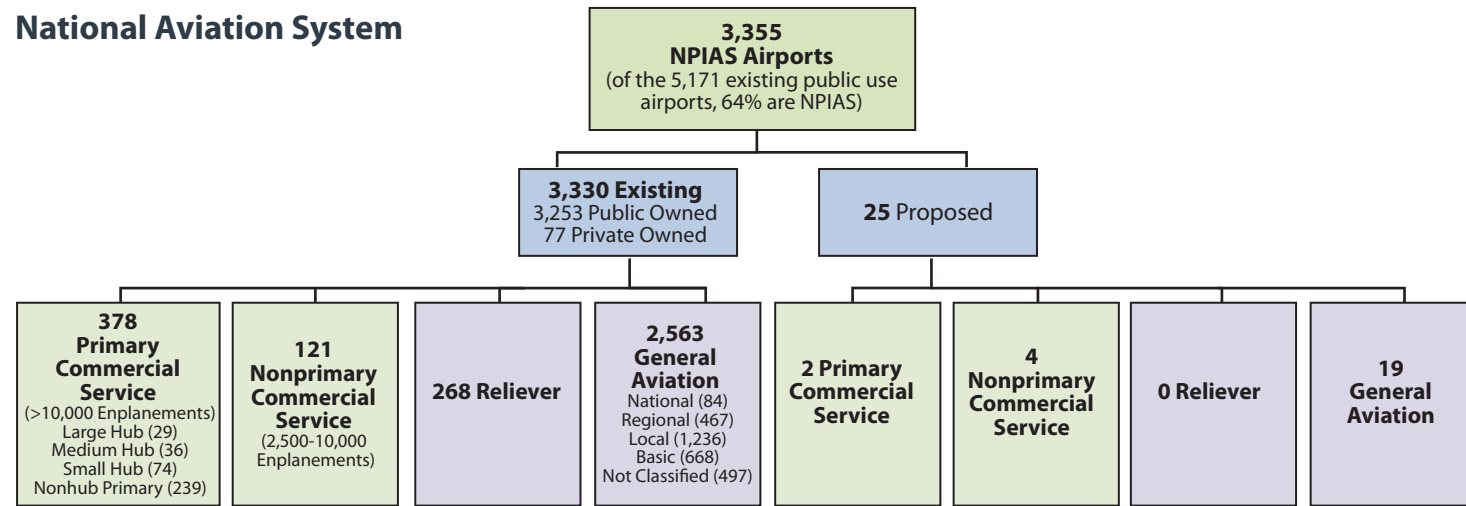 National Aviation System
3,355
NPIAS Airports
(of the 5,171 existing public use
airports, 64% are NPIAS)
3,330 Existing
3,253 Public Owned
77 Private Owned
25 Proposed
378
Primary
Commercial
Service
(>10,000 Enplanements)
Large Hub (29)
Medium Hub (36)
Small Hub (74)
Nonhub Primary (239)
121
Nonprimary
Commercial
Service
(2,500-10,000
Enplanements)
268 Reliever
2,563
General
Aviation
National (84)
Regional (467)
Local (1,236)
Basic (668)
Not Classified (497)
2 Primary
Commercial
Service
4
Nonprimary
Commercial
Service
0 Reliever
19
General
Aviation